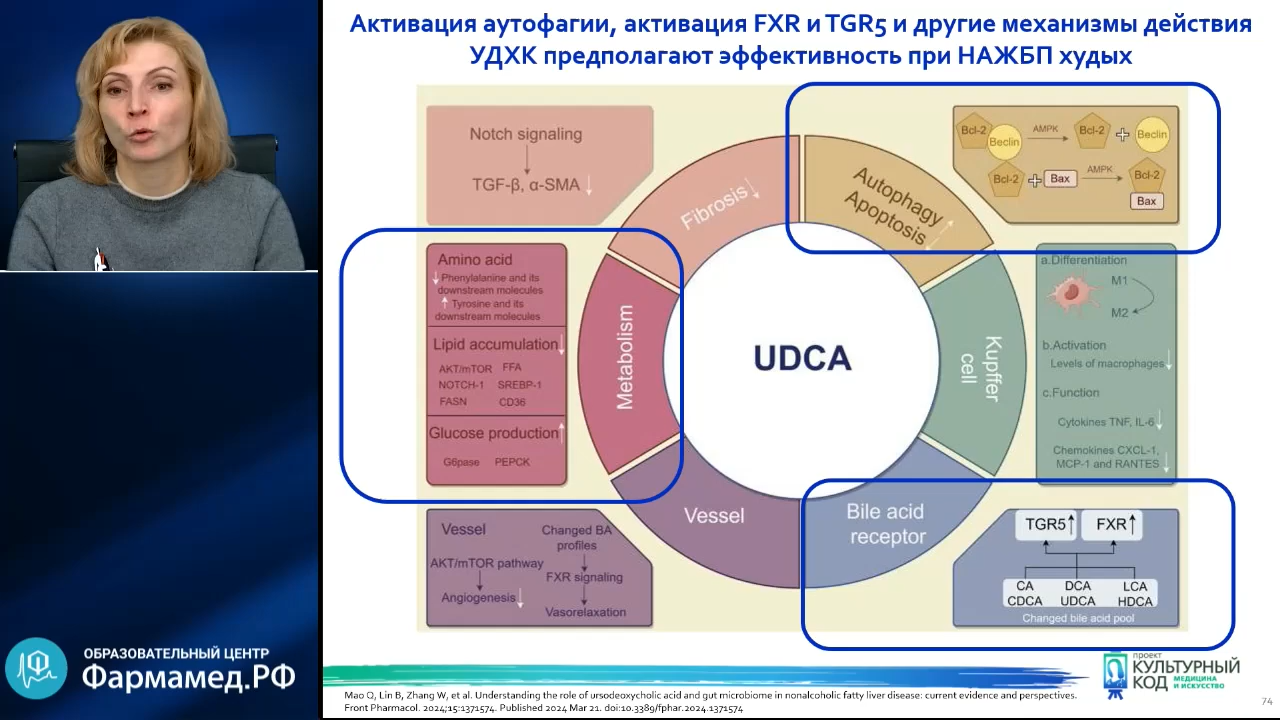 Активация аутофагии, активация FXR и TGR5 и другие механизмы действия
УДХК предполагают эффективность при НАЖБП худых
Notch signaling
TGF-β, α-SMA
Fibrosis
Autophagy
Apoptosis
Bcl-2
Beclin
AMPK
Bcl-2
Beclin
Bcl-2
Bax
AMPK
Bcl-2
Bax
Amino acid
Phenylalanine and its
downstream molecules
Tyrosine and its
downstream molecules
Lipid accumulation
AKT/mTOR FFA
NOTCH-1 SREBP-1
FASN CD36
Glucose production
G6pase PEPCK
Metabolism
UDCA
Kupffer
cell
a.Differentiation
M1
M2
b.Activation
Levels of macrophages
c.Function
Cytokines TNF, IL-6
Chemokines CXCL-1,
MCP-1 and RANTES
Vessel
AKT/mTOR pathway
Angiogenesis
Changed BA
profiles
FXR signaling
Vasorelaxation
Vessel
Bile acid
receptor
TGR5 FXR
CA DCA LCA
CDCA UDCA HDCA
Changed bile acid pool
ОБРАЗОВАТЕЛЬНЫЙ ЦЕНТР
Фармамед.РФ
проект
КУЛЬТУРНЫЙ
КОД МЕДИЦИНА
И ИСКУССТВО
Mao Q, Lin B, Zhang W, et al. Understanding the role of ursodeoxycholic acid and gut microbiome in nonalcoholic fatty liver disease: current evidence and perspectives.
Front Pharmacol. 2024;15:1371574. Published 2024 Mar 21. doi:10.3389/fphar.2024.1371574
74